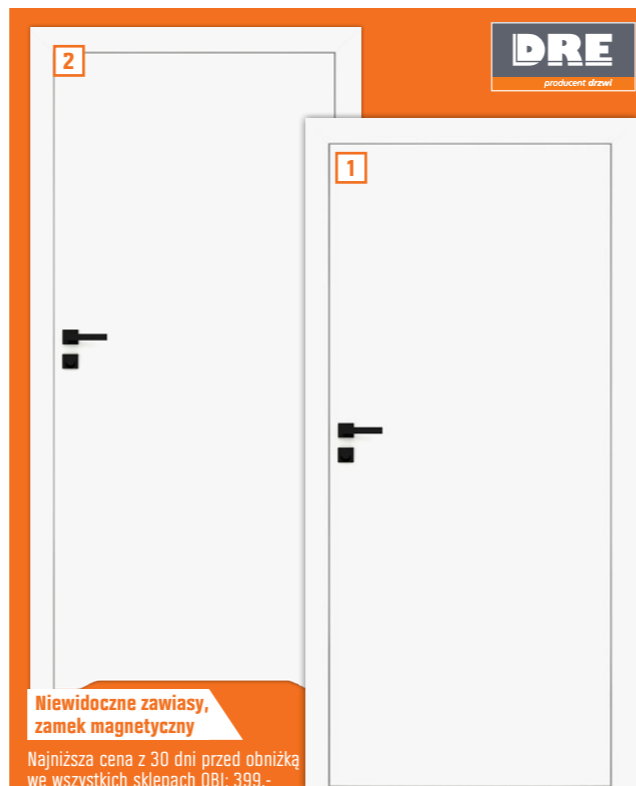 2
DRE
producent drzwi
1
Niewidoczne zawiasy,
zamek magnetyczny
Najniższa cena z 30 dni przed obniżką
we wszystkich sklepach OBI: 399,-